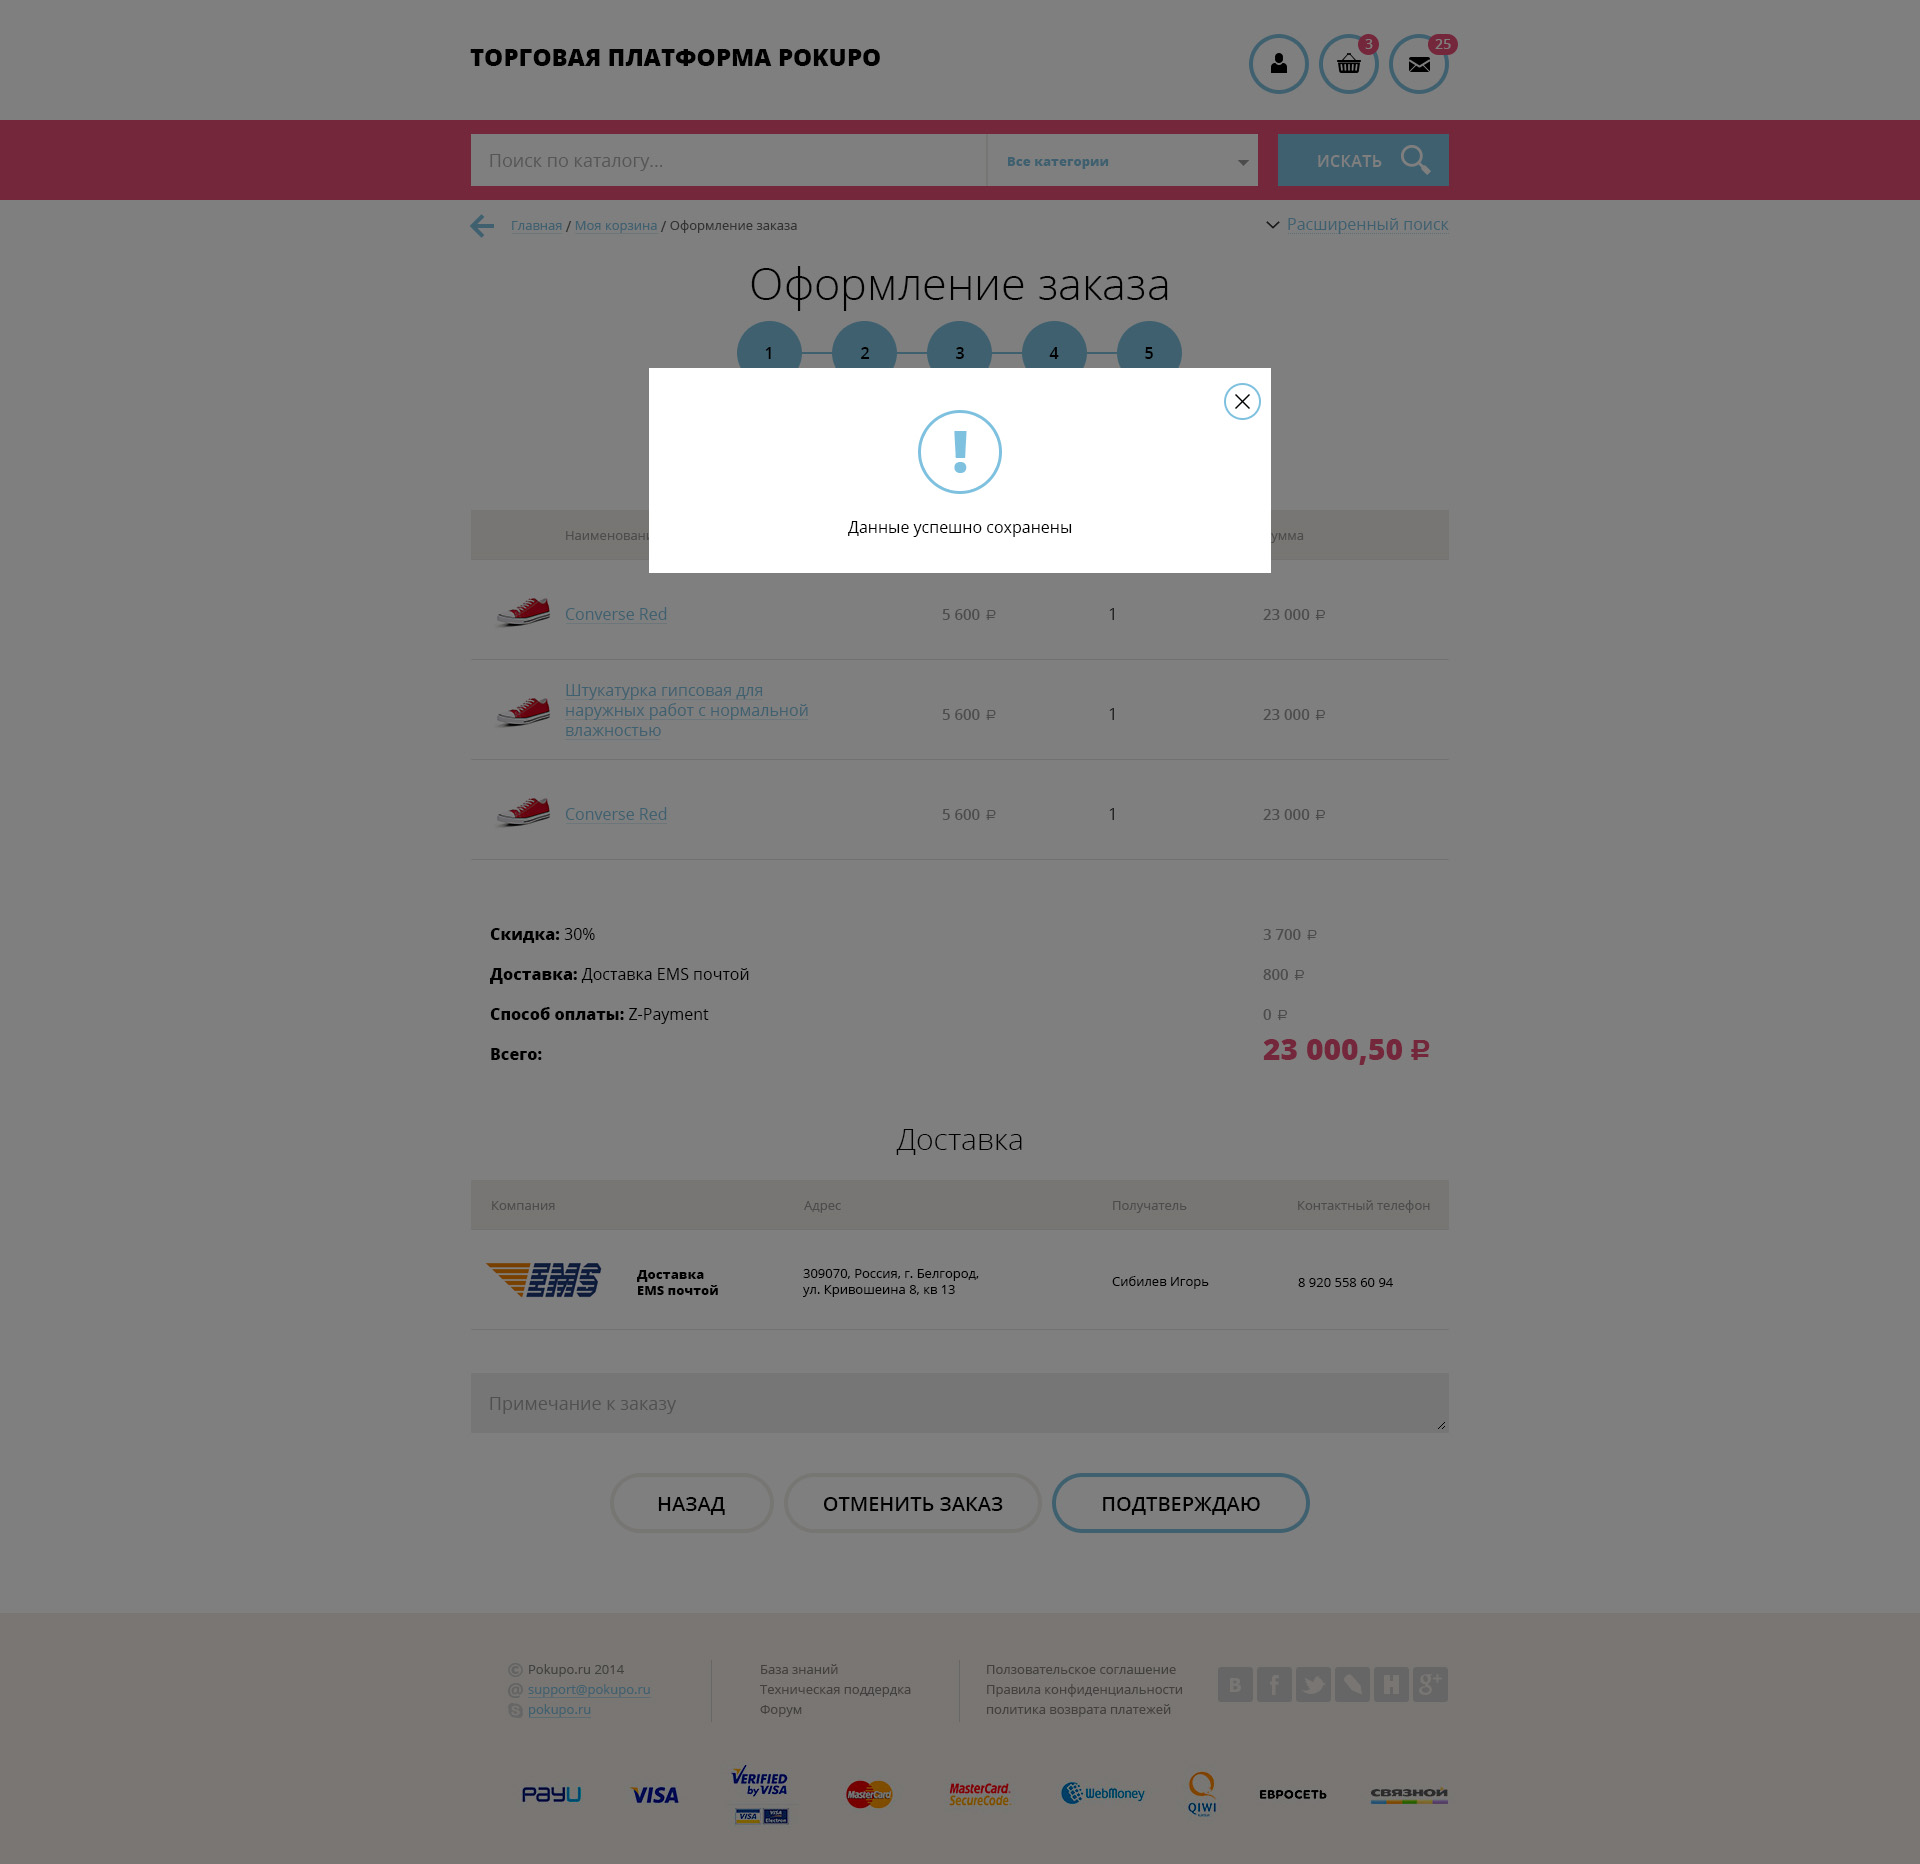 ТОРГОВАЯ ПЛАТФОРМА POKUPO
3
25
Поиск по каталогу...
Все категории
ИСКАТЬ
Главная / Моя корзина / Оформление заказа
Расширенный поиск
Оформление заказа
1 2 3 4 5
!
Данные успешно сохранены
Converse Red 5 600 ₽ 1 23 000 ₽
Штукатурка гипсовая для
наружных работ с нормальной
влажностью
5 600 ₽ 1 23 000 ₽
Converse Red 5 600 ₽ 1 23 000 ₽
Скидка: 30% 3 700 ₽
Доставка: Доставка EMS почтой 800 ₽
Способ оплаты: Z-Payment 0 ₽
Всего: 23 000,50 ₽
Доставка
Компания Адрес Получатель Контактный телефон
EMS
Доставка
EMS почтой
309070, Россия, г. Белгород,
ул. Кривошеина 8, кв 13
Сибилев Игорь
8 920 558 60 94
Примечание к заказу
НАЗАД
ОТМЕНИТЬ ЗАКАЗ
ПОДТВЕРЖДАЮ
© Pokupo.ru 2014
@ support@pokupo.ru
pokupo.ru
База знаний
Техническая поддердка
Форум
Ползовательское соглашение
Правила конфиденциальности
политика возврата платежей
B f H g+
PayU
VISA
VERIFIED
by VISA
VISA
VISA
Electron
MasterCard
MasterCard.
SecureCode.
WebMoney
QIWI
ЕВРОСЕТЬ
СВЯЗНОЙ